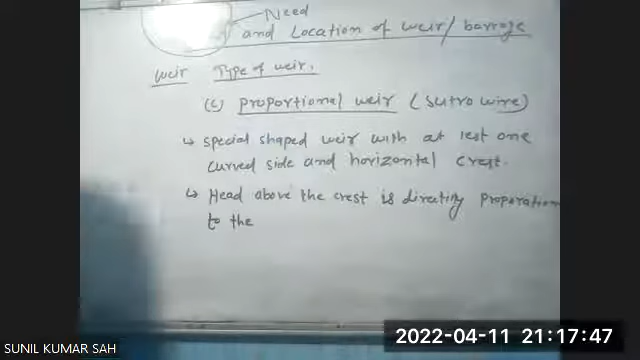 Need
and Location of weir/barrage
weir Type of weir.
(c) proportional weir (sutro wire)
↳ special shaped weir with at lest one
curved side and horizontal crest.
↳ Head above the crest is directiny proporation
to the
SUNIL KUMAR SAH
2022-04-11 21:17:47